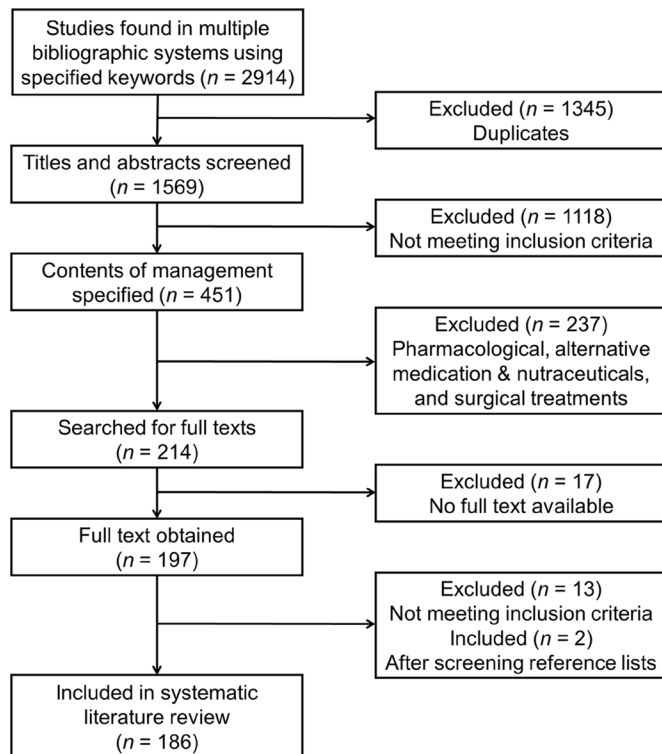 Studies found in multiple
bibliographic systems using
specified keywords (n = 2914)
Excluded (n = 1345)
Duplicates
Titles and abstracts screened
(n = 1569)
Excluded (n = 1118)
Not meeting inclusion criteria
Contents of management
specified (n = 451)
Excluded (n = 237)
Pharmacological, alternative
medication & nutraceuticals,
and surgical treatments
Searched for full texts
(n = 214)
Excluded (n = 17)
No full text available
Full text obtained
(n = 197)
Excluded (n = 13)
Not meeting inclusion criteria
Included (n = 2)
After screening reference lists
Included in systematic
literature review
(n = 186)